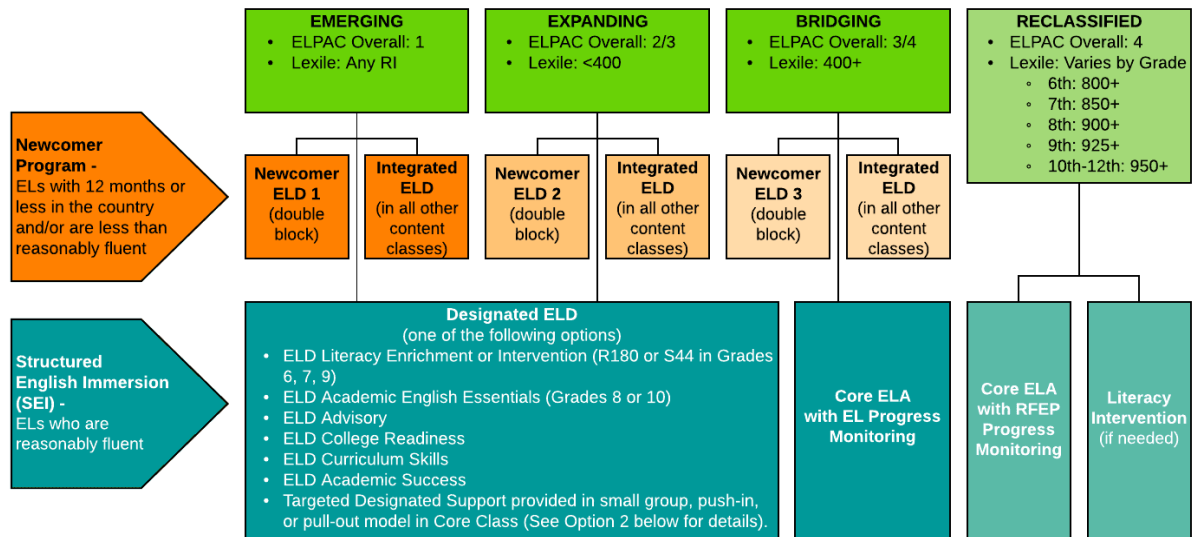 EMERGING
• ELPAC Overall: 1
• Lexile: Any RI
EXPANDING
• ELPAC Overall: 2/3
• Lexile: <400
BRIDGING
• ELPAC Overall: 3/4
• Lexile: 400+
RECLASSIFIED
• ELPAC Overall: 4
• Lexile: Varies by Grade
◦ 6th: 800+
◦ 7th: 850+
◦ 8th: 900+
◦ 9th: 925+
◦ 10th-12th: 950+
Newcomer
Program -
ELs with 12 months or
less in the country
and/or are less than
reasonably fluent
Newcomer
ELD 1
(double
block)
Integrated
ELD
(in all other
content
classes)
Newcomer
ELD 2
(double
block)
Integrated
ELD
(in all other
content
classes)
Newcomer
ELD 3
(double
block)
Integrated
ELD
(in all other
content
classes)
Structured
English Immersion
(SEI) -
ELs who are
reasonably fluent
Designated ELD
(one of the following options)
• ELD Literacy Enrichment or Intervention (R180 or S44 in Grades
6, 7, 9)
• ELD Academic English Essentials (Grades 8 or 10)
• ELD Advisory
• ELD College Readiness
• ELD Curriculum Skills
• ELD Academic Success
• Targeted Designated Support provided in small group, push-in,
or pull-out model in Core Class (See Option 2 below for details).
Core ELA
with EL Progress
Monitoring
Core ELA
with RFEP
Progress
Monitoring
Literacy
Intervention
(if needed)